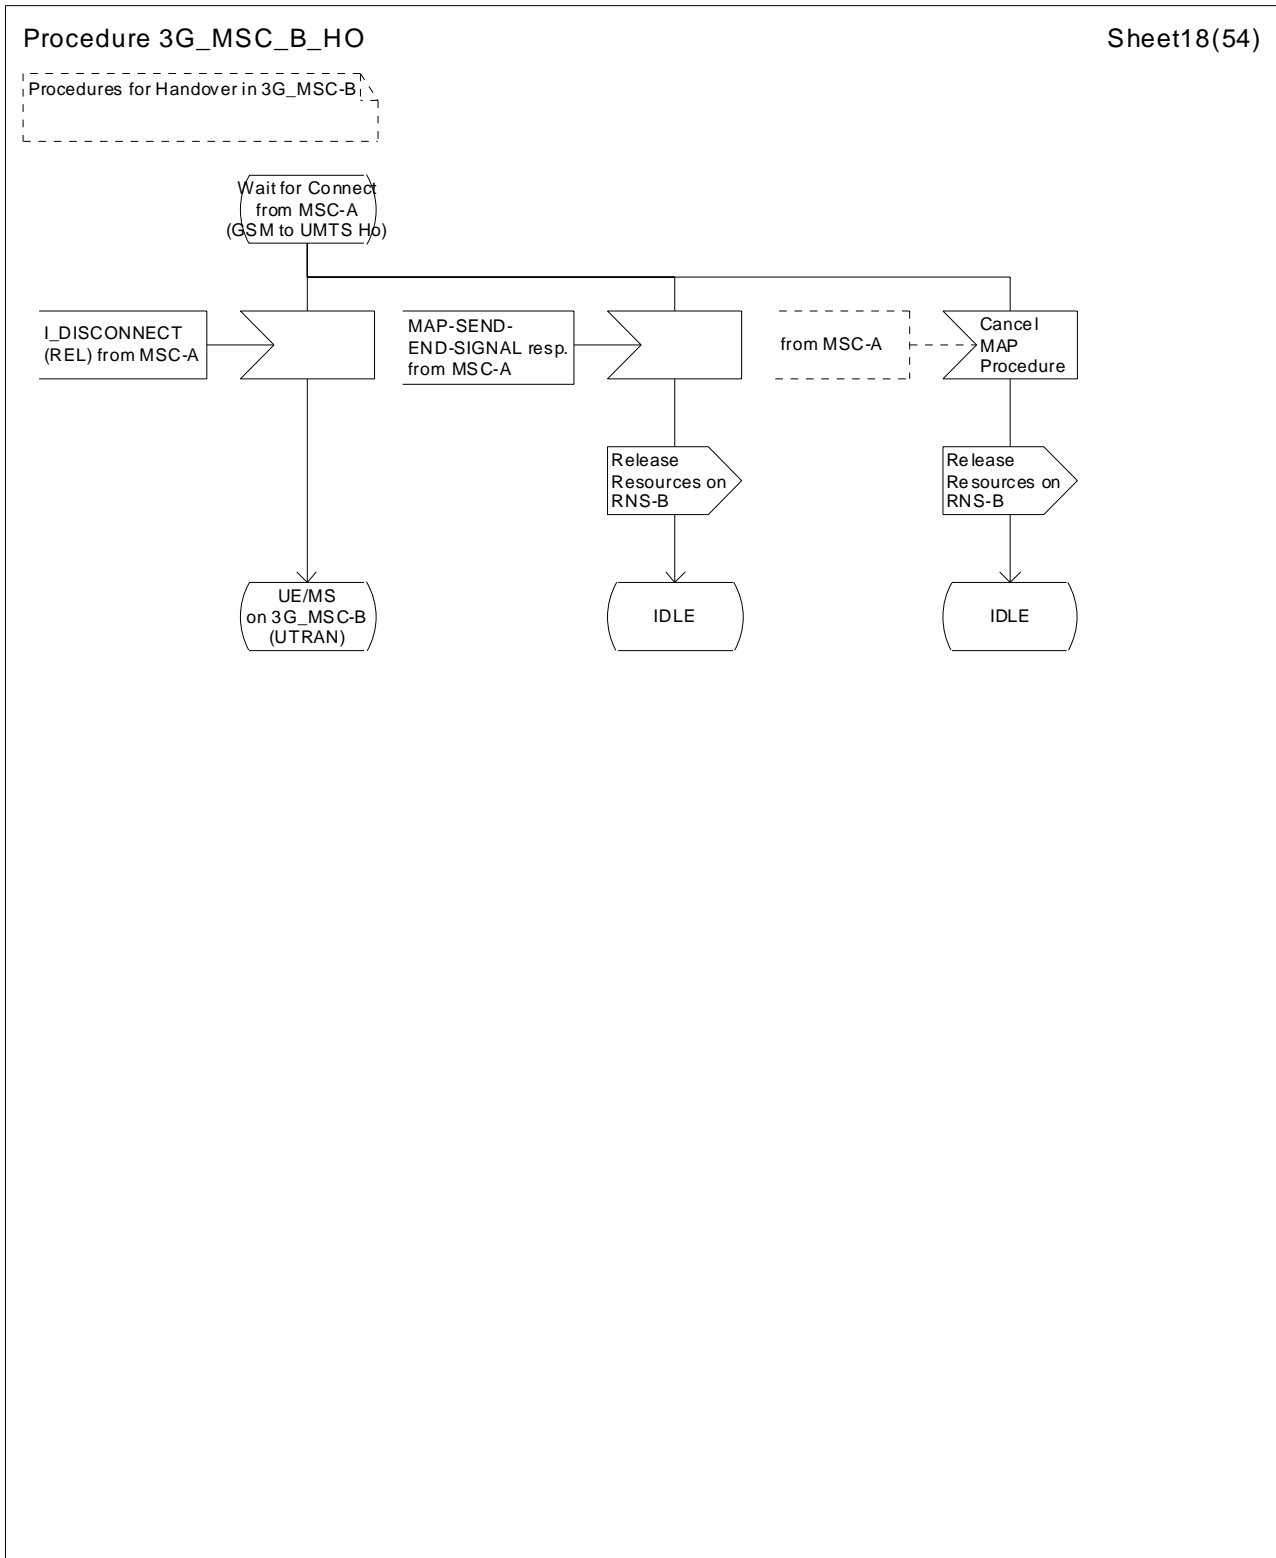 Procedure 3G_MSC_B_HO
Sheet18(54)
Procedures for Handover in 3G_MSC-B
Wait for Connect
from MSC-A
(GSM to UMTS Ho)
I_DISCONNECT
(REL) from MSC-A
MAP-SEND-
END-SIGNAL resp.
from MSC-A
from MSC-A
Cancel
MAP
Procedure
Release
Resources on
RNS-B
Release
Resources on
RNS-B
UE/MS
on 3G_MSC-B
(UTRAN)
IDLE
IDLE